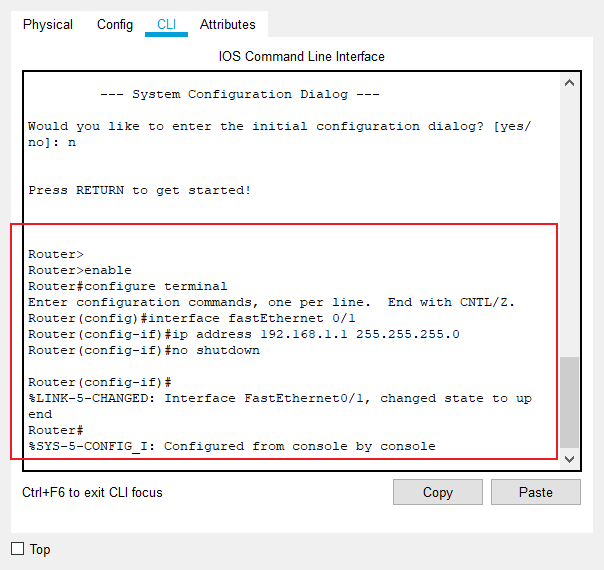 Physical Config CLI Attributes
IOS Command Line Interface
--- System Configuration Dialog ---
Would you like to enter the initial configuration dialog? [yes/
no]: n
Press RETURN to get started!
Router>
Router>enable
Router#configure terminal
Enter configuration commands, one per line.  End with CNTL/Z.
Router(config)#interface fastEthernet 0/1
Router(config-if)#ip address 192.168.1.1 255.255.255.0
Router(config-if)#no shutdown
Router(config-if)#
%LINK-5-CHANGED: Interface FastEthernet0/1, changed state to up
end
Router#
%SYS-5-CONFIG_I: Configured from console by console
Ctrl+F6 to exit CLI focus Copy Paste
Top